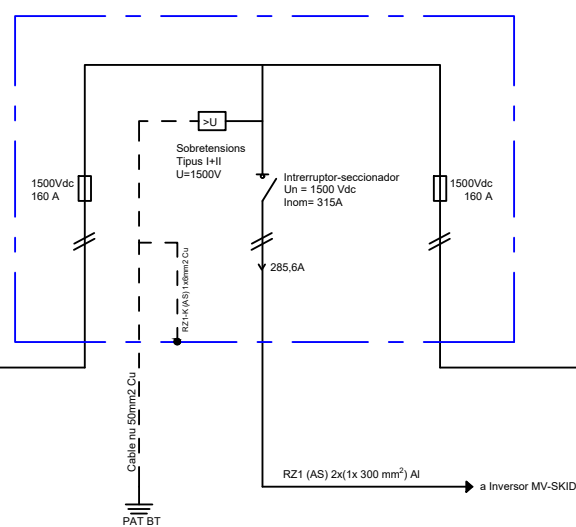 >U
Sobretensions
Tipus I+II
U=1500V
1500Vdc
160 A
Intrerruptor-seccionador
Un = 1500 Vdc
Inom= 315A
1500Vdc
160 A
285,6A
RZ1-K (AS) 1x6mm2 Cu
Cable nu 50mm2 Cu
RZ1 (AS) 2x(1x 300 mm²) Al
a Inversor MV-SKID
PAT BT